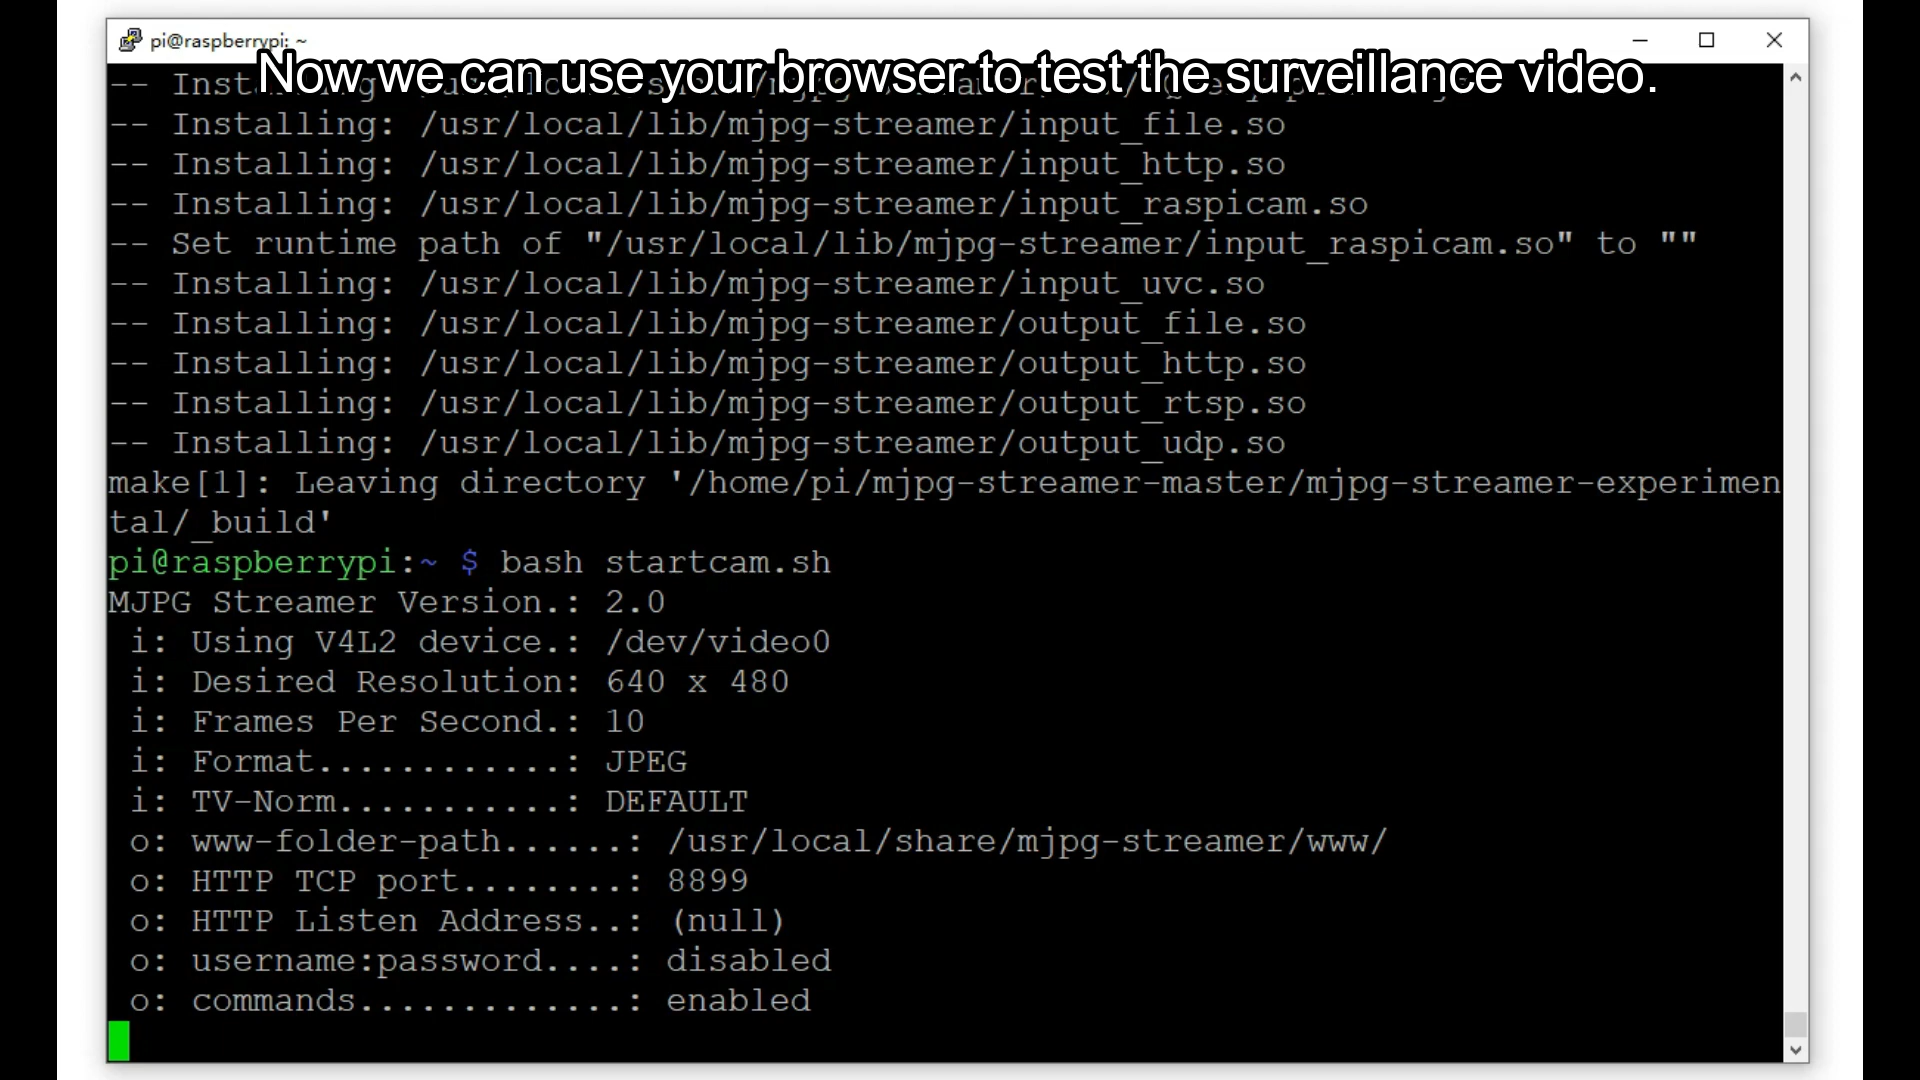 pi@raspberrypi: ~
Now we can use your browser to test the surveillance video.
-- Installing: /usr/local/lib/mjpg-streamer/input_file.so
-- Installing: /usr/local/lib/mjpg-streamer/input_http.so
-- Installing: /usr/local/lib/mjpg-streamer/input_raspicam.so
-- Set runtime path of "/usr/local/lib/mjpg-streamer/input_raspicam.so" to ""
-- Installing: /usr/local/lib/mjpg-streamer/input_uvc.so
-- Installing: /usr/local/lib/mjpg-streamer/output_file.so
-- Installing: /usr/local/lib/mjpg-streamer/output_http.so
-- Installing: /usr/local/lib/mjpg-streamer/output_rtsp.so
-- Installing: /usr/local/lib/mjpg-streamer/output_udp.so
make[1]: Leaving directory '/home/pi/mjpg-streamer-master/mjpg-streamer-experimen
tal/_build'
pi@raspberrypi:~ $ bash startcam.sh
MJPG Streamer Version.: 2.0
i: Using V4L2 device.: /dev/video0
i: Desired Resolution: 640 x 480
i: Frames Per Second.: 10
i: Format............: JPEG
i: TV-Norm...........: DEFAULT
o: www-folder-path......: /usr/local/share/mjpg-streamer/www/
o: HTTP TCP port........: 8899
o: HTTP Listen Address..: (null)
o: username:password....: disabled
o: commands.............: enabled